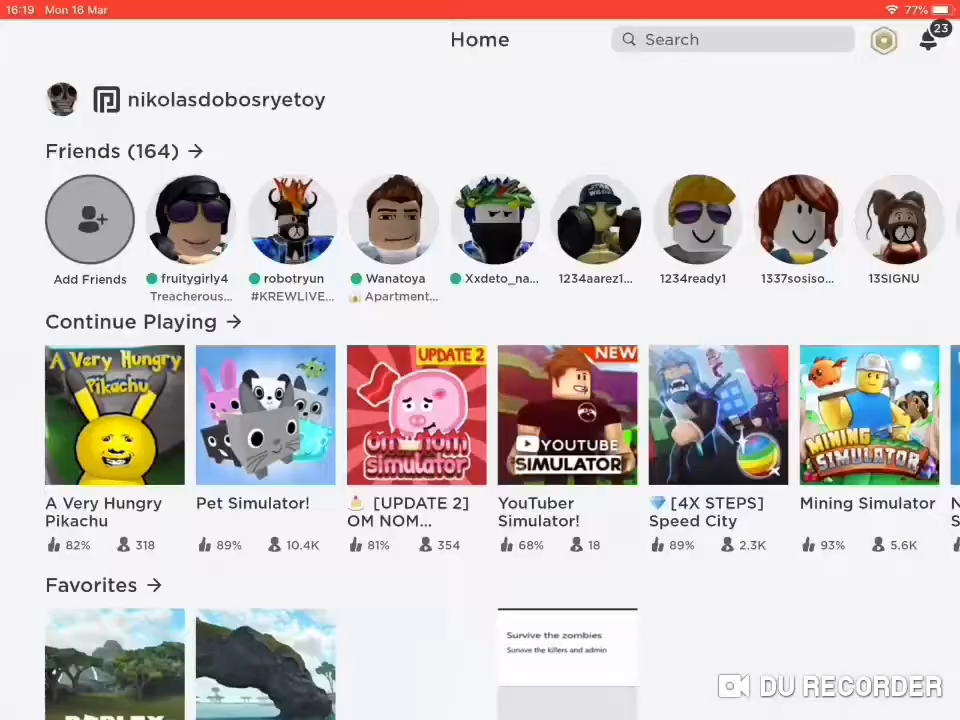 16:19 Mon 16 Mar 77%
Home
Search
23
nikolasdobosryetoy
Friends (164) →
Add Friends
fruitygirly4
Treacherous...
robotryun
#KREWLIVE...
Wanatoya
Apartment...
Xxdeto_na...
1234aarez1...
1234ready1
1337sosiso...
13SIGNU
Continue Playing →
A Very Hungry
Pikachu
UPDATE 2
OM NOM
simulator
NEW
YOUTUBE
SIMULATOR
MINING
SIMULATOR
A Very Hungry
Pikachu
82% 318
Pet Simulator!
89% 10.4K
[UPDATE 2]
OM NOM...
81% 354
YouTuber
Simulator!
68% 18
[4X STEPS]
Speed City
89% 2.3K
Mining Simulator
93% 5.6K
Favorites →
ROBLOX
Survive the zombies
Survive the killers and admin
DU RECORDER